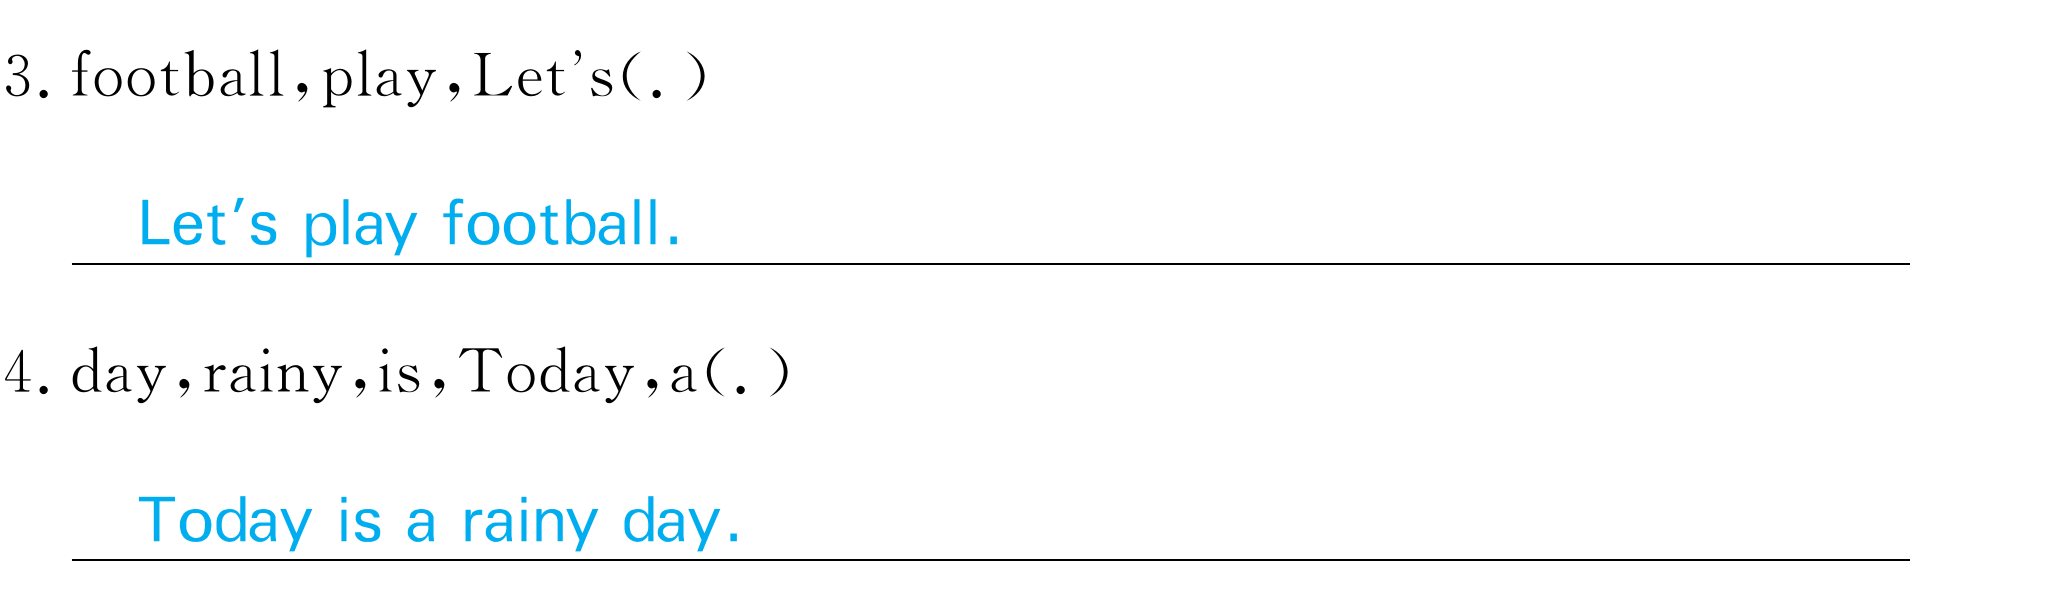 3. football,play,Let's(. )
Let's play football.
4. day,rainy,is,Today,a(. )
Today is a rainy day.